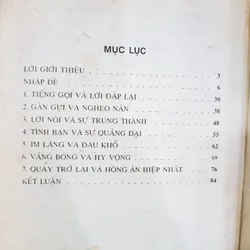 MỤC LỤC
LỜI GIỚI THIỆU 3
NHẬP ĐỀ 6
1. TIẾNG GỌI VÀ LỜI ĐÁP LẠI 30
2. GẦN GỤI VÀ NGHEO NÀN 40
3. LỜI NÓI VÀ SỰ TRUNG THÀNH 48
4. TÌNH BẠN VÀ SỰ QUẢNG ĐẠI 55
5. IM LẶNG VÀ ĐAU KHỔ 62
6. VẮNG BÓNG VÀ HY VỌNG 69
7. QUAY TRỞ LẠI VÀ HỒNG ÂN HIỆP NHẤT 76
KẾT LUẬN 84